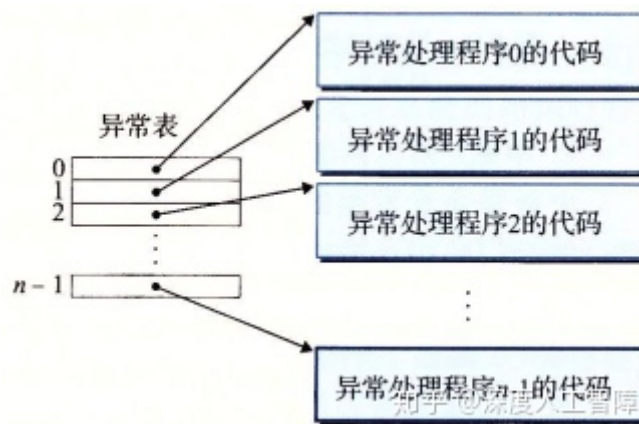 异常处理程序0的代码
异常表
异常处理程序1的代码
0
1
2
异常处理程序2的代码
n – 1
异常处理程序n-1的代码
知乎 @深度人工智障